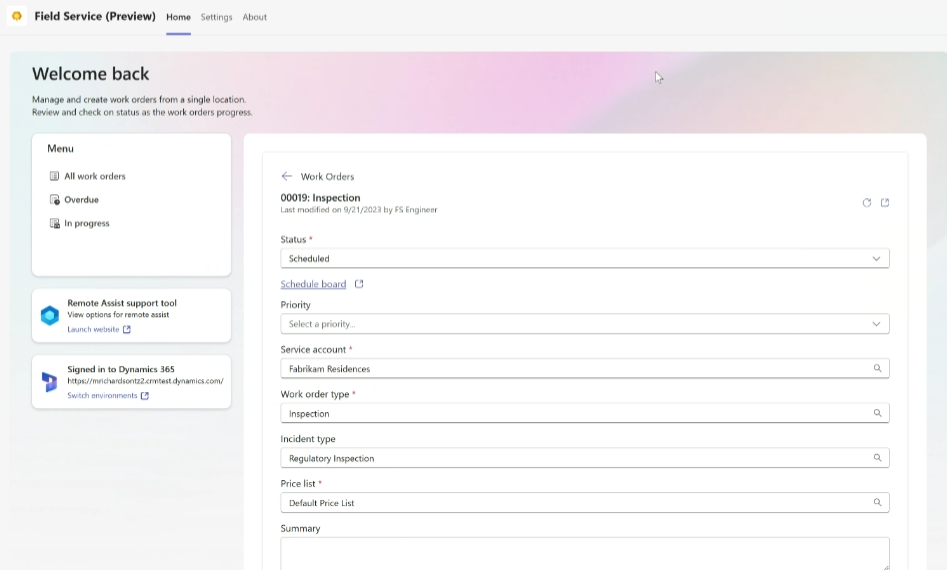 Field Service (Preview) Home Settings About
Welcome back
Manage and create work orders from a single location.
Review and check on status as the work orders progress.
Menu
All work orders
Overdue
In progress
Remote Assist support tool
View options for remote assist
Launch website
Signed in to Dynamics 365
https://mrichardsontz2.crmtest.dynamics.com/
Switch environments
Work Orders
00019: Inspection
Last modified on 9/21/2023 by FS Engineer
Status *
Scheduled
Schedule board
Priority
Select a priority...
Service account *
Fabrikam Residences
Work order type *
Inspection
Incident type
Regulatory Inspection
Price list *
Default Price List
Summary